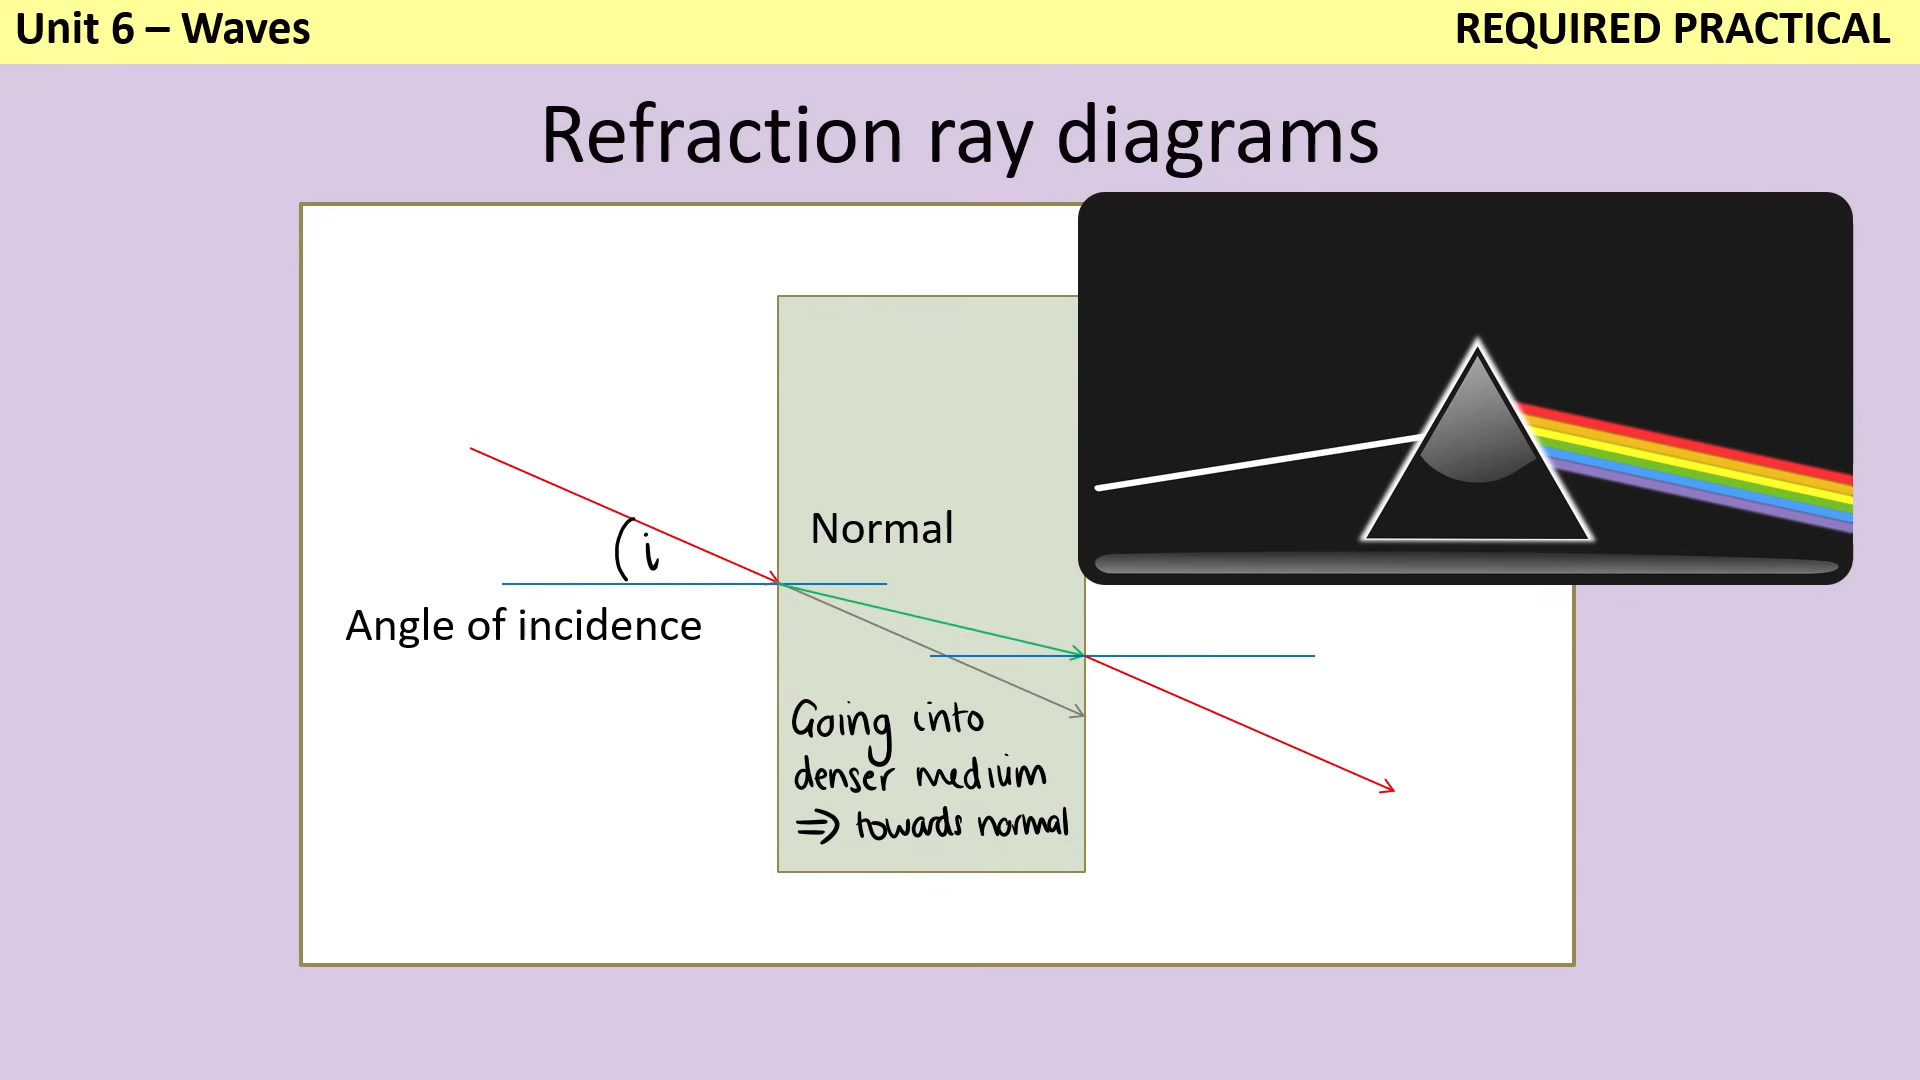 Unit 6 – Waves
REQUIRED PRACTICAL
Refraction ray diagrams
Normal
i
Angle of incidence
Going into
denser medium
⇒ towards normal